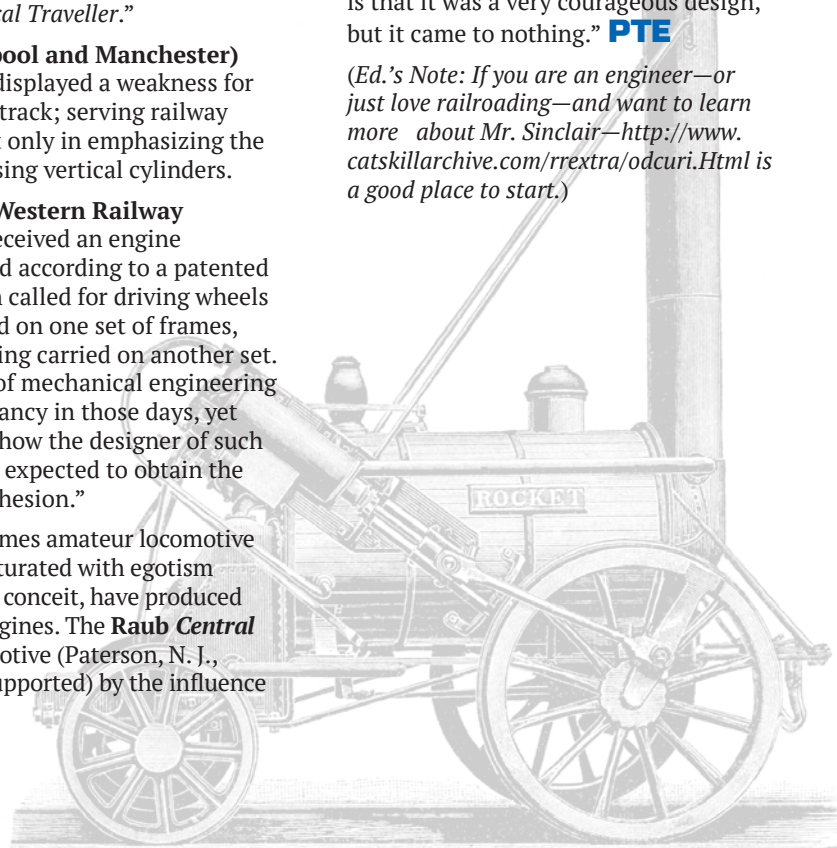 cal Traveller.”
pool and Manchester)
displayed a weakness for
track; serving railway
t only in emphasizing the
sing vertical cylinders.
Western Railway
eceived an engine
d according to a patented
n called for driving wheels
d on one set of frames,
ing carried on another set.
of mechanical engineering
ancy in those days, yet
how the designer of such
expected to obtain the
hesion.”
mes amateur locomotive
turated with egotism
conceit, have produced
gines. The Raub Central
otive (Paterson, N. J.,
upported) by the influence
is that it was a very courageous design,
but it came to nothing.” PTE
(Ed.’s Note: If you are an engineer—or
just love railroading—and want to learn
more about Mr. Sinclair—http://www.
catskillarchive.com/rrextra/odcuri.Html is
a good place to start.)
ROCKET